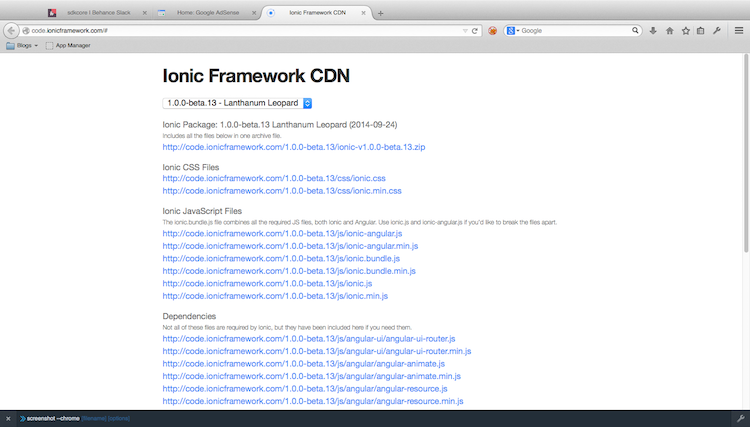 edicore | Behance Slack
Home: Google AdSense
Ionic Framework CDN
code.ionicframework.com/#
Google
Blogs
App Manager
Ionic Framework CDN
1.0.0-beta.13 - Lanthanum Leopard
Ionic Package: 1.0.0-beta.13 Lanthanum Leopard (2014-09-24)
Includes all the files below in one archive file.
http://code.ionicframework.com/1.0.0-beta.13/ionic-v1.0.0-beta.13.zip
Ionic CSS Files
http://code.ionicframework.com/1.0.0-beta.13/css/ionic.css
http://code.ionicframework.com/1.0.0-beta.13/css/ionic.min.css
Ionic JavaScript Files
The ionic.bundle.js file combines all the required JS files, both Ionic and Angular. Use ionic.js and ionic-angular.js if you'd like to break the files apart.
http://code.ionicframework.com/1.0.0-beta.13/js/ionic-angular.js
http://code.ionicframework.com/1.0.0-beta.13/js/ionic-angular.min.js
http://code.ionicframework.com/1.0.0-beta.13/js/ionic.bundle.js
http://code.ionicframework.com/1.0.0-beta.13/js/ionic.bundle.min.js
http://code.ionicframework.com/1.0.0-beta.13/js/ionic.js
http://code.ionicframework.com/1.0.0-beta.13/js/ionic.min.js
Dependencies
Not all of these files are required by Ionic, but they have been included here if you need them.
http://code.ionicframework.com/1.0.0-beta.13/js/angular-ui/angular-ui-router.js
http://code.ionicframework.com/1.0.0-beta.13/js/angular-ui/angular-ui-router.min.js
http://code.ionicframework.com/1.0.0-beta.13/js/angular/angular-animate.js
http://code.ionicframework.com/1.0.0-beta.13/js/angular/angular-animate.min.js
http://code.ionicframework.com/1.0.0-beta.13/js/angular/angular-resource.js
http://code.ionicframework.com/1.0.0-beta.13/js/angular/angular-resource.min.js
screenshot --chrome [filename] [options]